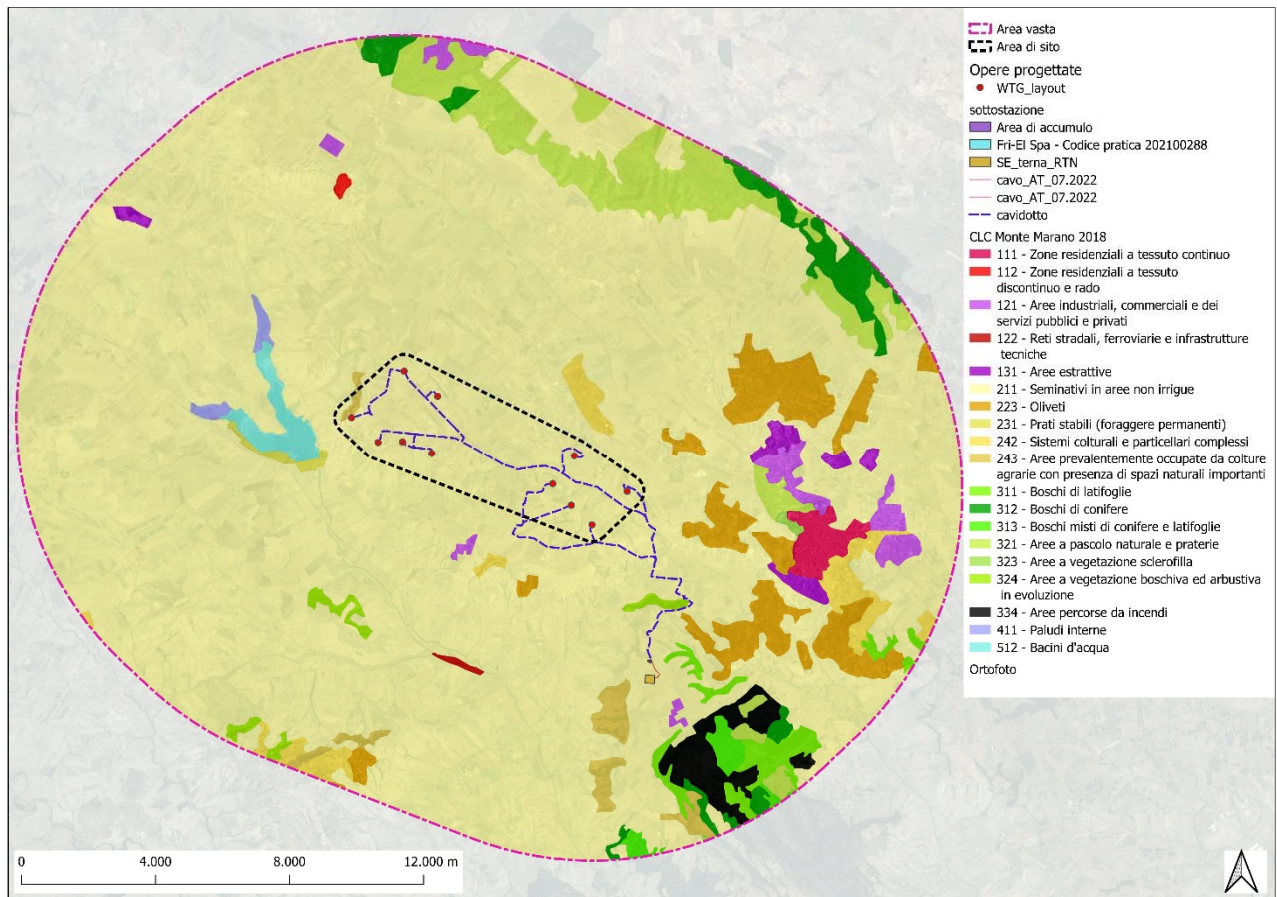 Area vasta
Area di sito
Opere progettate
WTG_layout
sottostazione
Area di accumulo
Fri-El Spa - Codice pratica 202100288
SE_terna_RTN
cavo_AT_07.2022
cavo_AT_07.2022
cavidotto
CLC Monte Marano 2018
111 - Zone residenziali a tessuto continuo
112 - Zone residenziali a tessuto
discontinuo e rado
121 - Aree industriali, commerciali e dei
servizi pubblici e privati
122 - Reti stradali, ferroviarie e infrastrutture
tecniche
131 - Aree estrattive
211 - Seminativi in aree non irrigue
223 - Oliveti
231 - Prati stabili (foraggere permanenti)
242 - Sistemi colturali e particellari complessi
243 - Aree prevalentemente occupate da colture
agrarie con presenza di spazi naturali importanti
311 - Boschi di latifoglie
312 - Boschi di conifere
313 - Boschi misti di conifere e latifoglie
321 - Aree a pascolo naturale e praterie
323 - Aree a vegetazione sclerofilla
324 - Aree a vegetazione boschiva ed arbustiva
in evoluzione
334 - Aree percorse da incendi
411 - Paludi interne
512 - Bacini d'acqua
Ortofoto
0 4.000 8.000 12.000 m